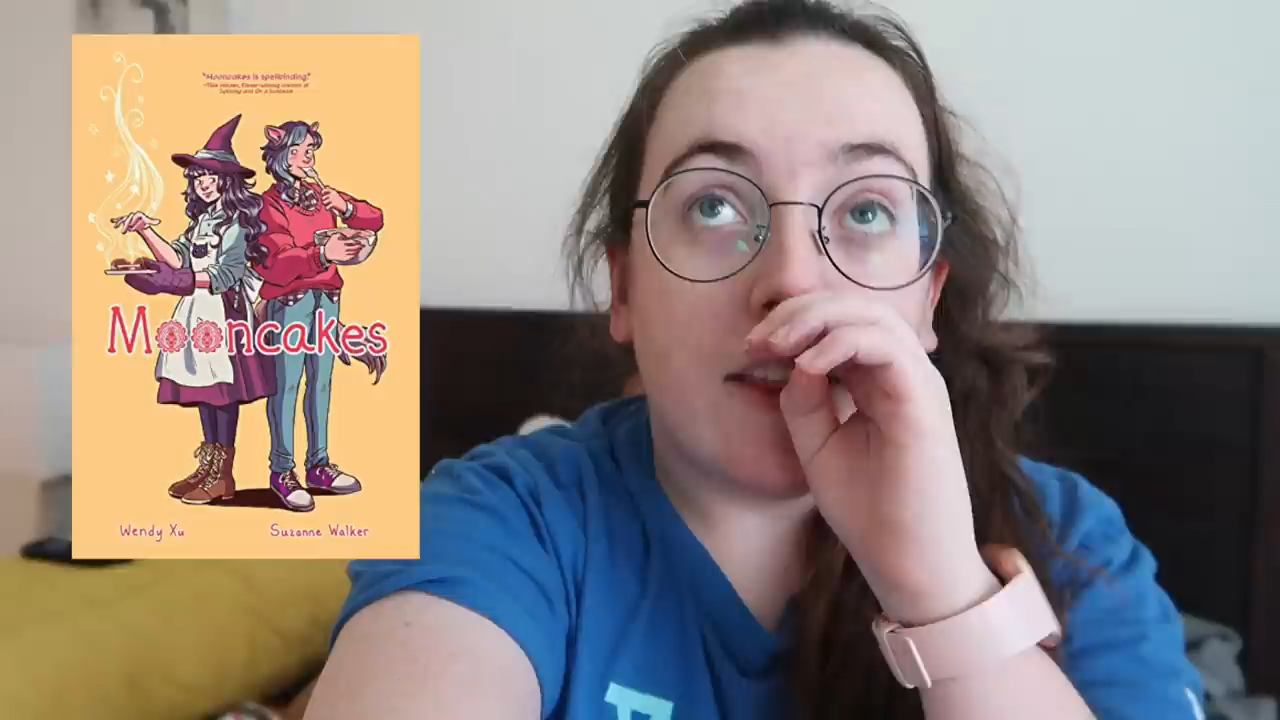 "Mooncakes is spellbinding."
Mooncakes
Wendy Xu
Suzanne Walker